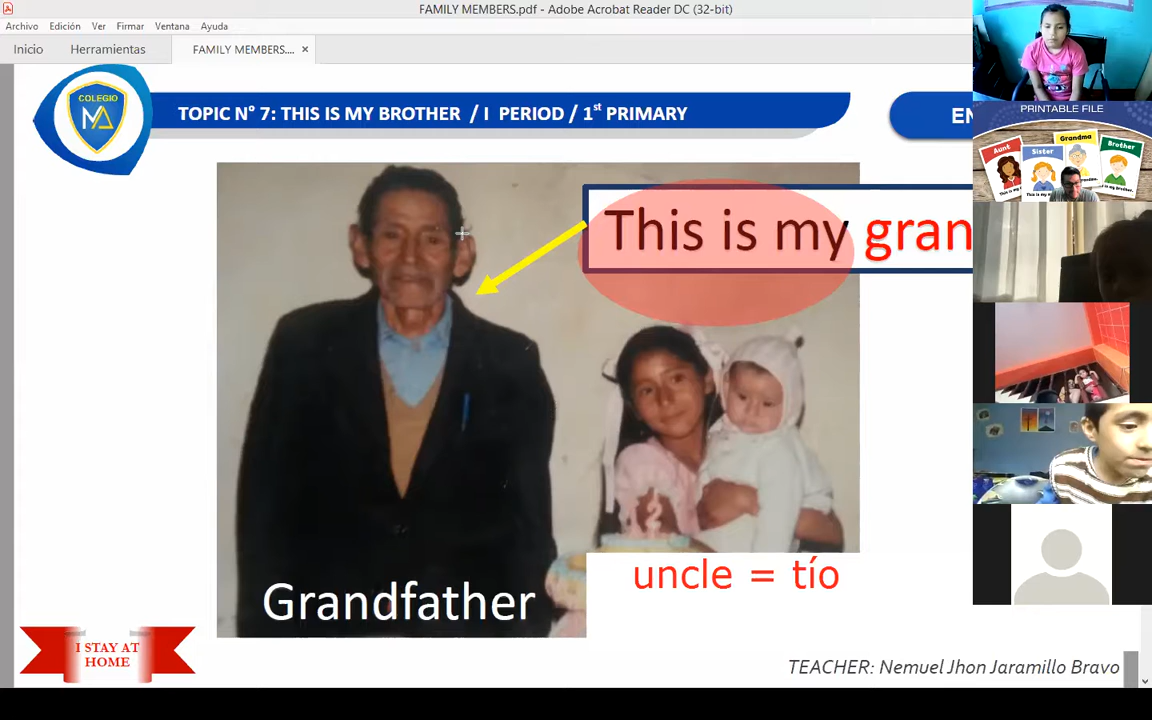 FAMILY MEMBERS.pdf - Adobe Acrobat Reader DC (32-bit)
Archivo Edición Ver Firmar Ventana Ayuda
Inicio Herramientas FAMILY MEMBERS.... ×
COLEGIO
MA
TOPIC N° 7: THIS IS MY BROTHER / I PERIOD / 1st PRIMARY
EN
This is my gran
uncle = tío
Grandfather
I STAY AT
HOME
TEACHER: Nemuel Jhon Jaramillo Bravo
PRINTABLE FILE
Aunt
Sister
Grandma
Brother